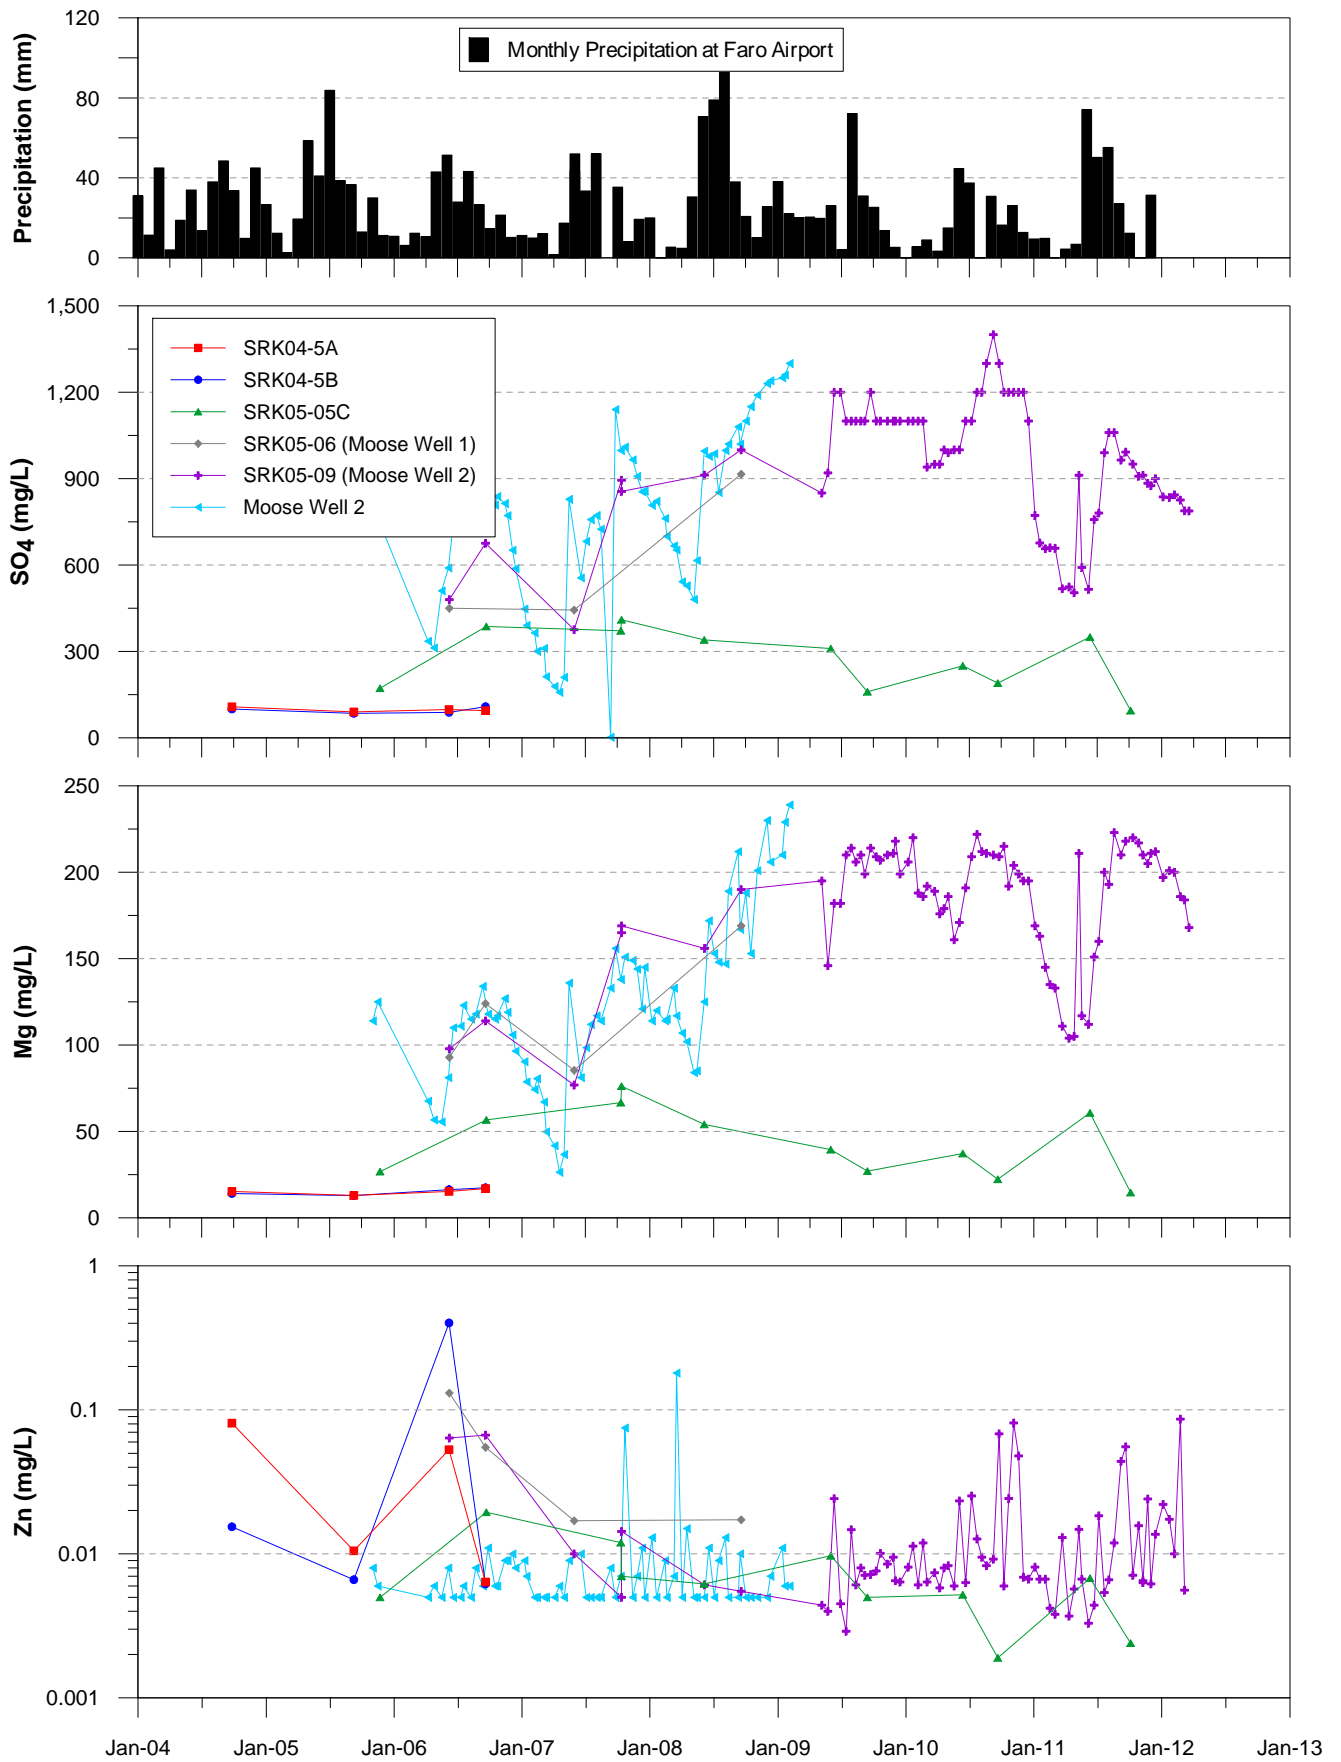 120
80
40
0
Precipitation (mm)
Monthly Precipitation at Faro Airport
1,500
1,200
900
600
300
0
SO4 (mg/L)
SRK04-5A
SRK04-5B
SRK05-05C
SRK05-06 (Moose Well 1)
SRK05-09 (Moose Well 2)
Moose Well 2
250
200
150
100
50
0
Mg (mg/L)
1
0.1
0.01
0.001
Zn (mg/L)
Jan-04 Jan-05 Jan-06 Jan-07 Jan-08 Jan-09 Jan-10 Jan-11 Jan-12 Jan-13